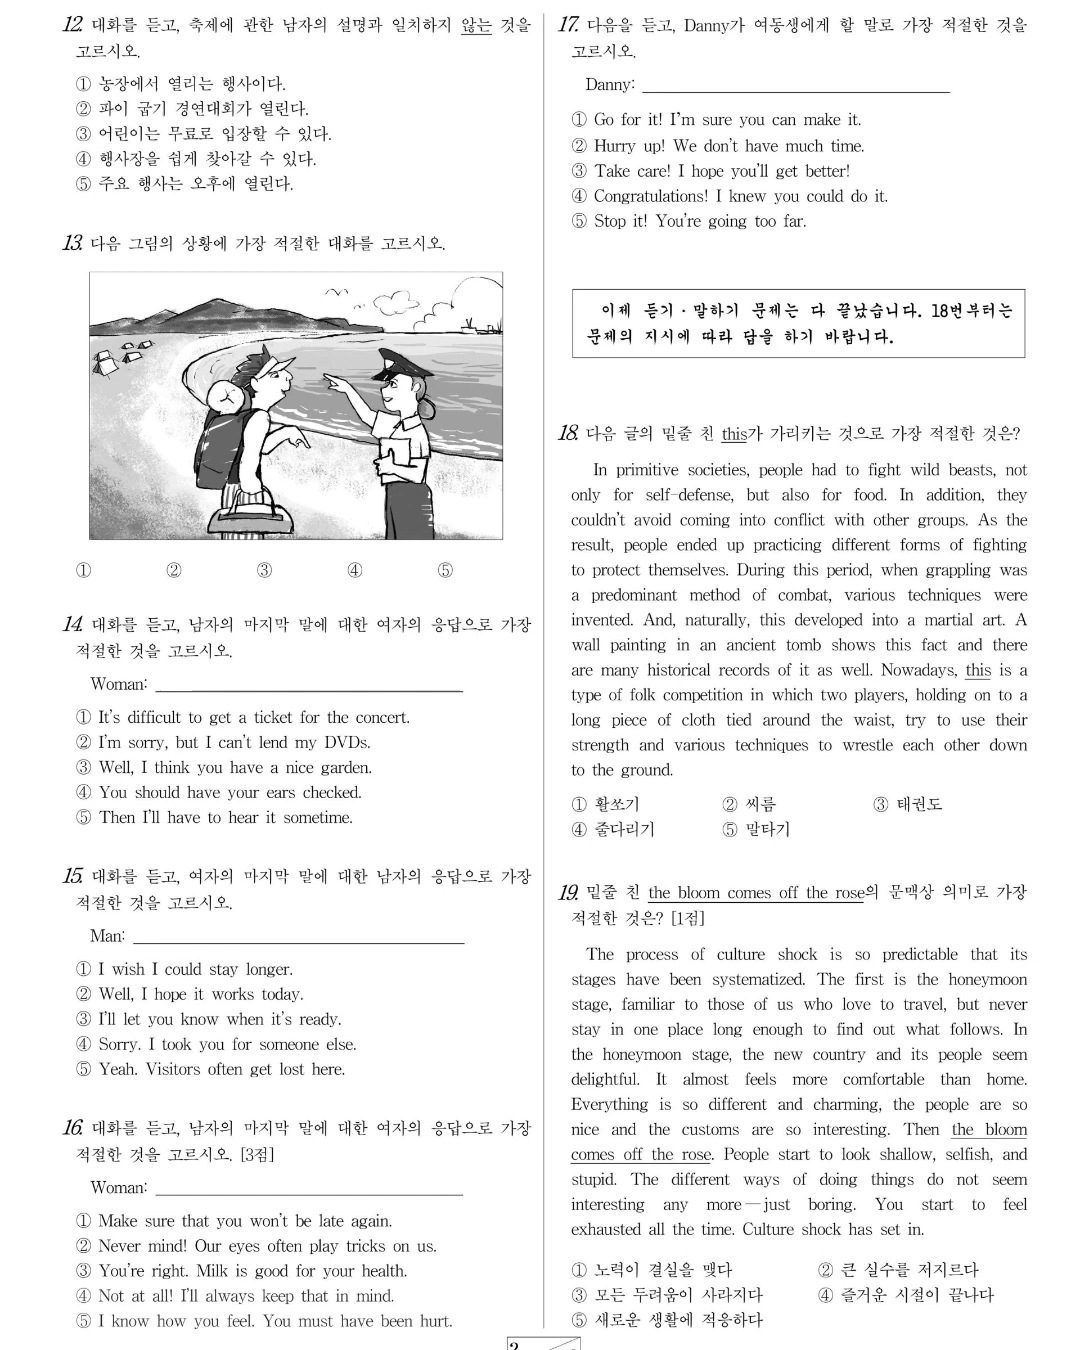 12. 대화를 듣고, 축제에 관한 남자의 설명과 일치하지 않는 것을
고르시오.
① 농장에서 열리는 행사이다.
② 파이 굽기 경연대회가 열린다.
③ 어린이는 무료로 입장할 수 있다.
④ 행사장을 쉽게 찾아갈 수 있다.
⑤ 주요 행사는 오후에 열린다.
13. 다음 그림의 상황에 가장 적절한 대화를 고르시오.
① ② ③ ④ ⑤
14. 대화를 듣고, 남자의 마지막 말에 대한 여자의 응답으로 가장
적절한 것을 고르시오.
Woman:
① It's difficult to get a ticket for the concert.
② I'm sorry, but I can't lend my DVDs.
③ Well, I think you have a nice garden.
④ You should have your ears checked.
⑤ Then I'll have to hear it sometime.
15. 대화를 듣고, 여자의 마지막 말에 대한 남자의 응답으로 가장
적절한 것을 고르시오.
Man:
① I wish I could stay longer.
② Well, I hope it works today.
③ I'll let you know when it's ready.
④ Sorry. I took you for someone else.
⑤ Yeah. Visitors often get lost here.
16. 대화를 듣고, 남자의 마지막 말에 대한 여자의 응답으로 가장
적절한 것을 고르시오. [3점]
Woman:
① Make sure that you won't be late again.
② Never mind! Our eyes often play tricks on us.
③ You're right. Milk is good for your health.
④ Not at all! I'll always keep that in mind.
⑤ I know how you feel. You must have been hurt.
17. 다음을 듣고, Danny가 여동생에게 할 말로 가장 적절한 것을
고르시오.
Danny:
① Go for it! I'm sure you can make it.
② Hurry up! We don't have much time.
③ Take care! I hope you'll get better!
④ Congratulations! I knew you could do it.
⑤ Stop it! You're going too far.
이제 듣기·말하기 문제는 다 끝났습니다. 18번부터는
문제의 지시에 따라 답을 하기 바랍니다.
18. 다음 글의 밑줄 친 this가 가리키는 것으로 가장 적절한 것은?
In primitive societies, people had to fight wild beasts, not
only for self-defense, but also for food. In addition, they
couldn't avoid coming into conflict with other groups. As the
result, people ended up practicing different forms of fighting
to protect themselves. During this period, when grappling was
a predominant method of combat, various techniques were
invented. And, naturally, this developed into a martial art. A
wall painting in an ancient tomb shows this fact and there
are many historical records of it as well. Nowadays, this is a
type of folk competition in which two players, holding on to a
long piece of cloth tied around the waist, try to use their
strength and various techniques to wrestle each other down
to the ground.
① 활쏘기 ② 씨름 ③ 태권도
④ 줄다리기 ⑤ 말타기
19. 밑줄 친 the bloom comes off the rose의 문맥상 의미로 가장
적절한 것은? [1점]
The process of culture shock is so predictable that its
stages have been systematized. The first is the honeymoon
stage, familiar to those of us who love to travel, but never
stay in one place long enough to find out what follows. In
the honeymoon stage, the new country and its people seem
delightful. It almost feels more comfortable than home.
Everything is so different and charming, the people are so
nice and the customs are so interesting. Then the bloom
comes off the rose. People start to look shallow, selfish, and
stupid. The different ways of doing things do not seem
interesting any more—just boring. You start to feel
exhausted all the time. Culture shock has set in.
① 노력이 결실을 맺다 ② 큰 실수를 저지르다
③ 모든 두려움이 사라지다 ④ 즐거운 시절이 끝나다
⑤ 새로운 생활에 적응하다